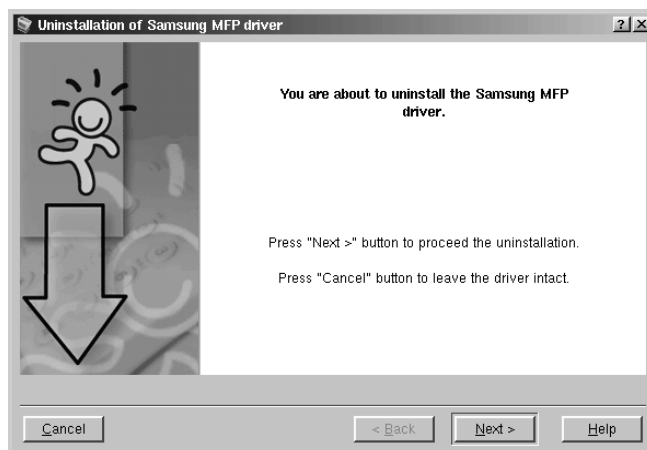 Uninstallation of Samsung MFP driver
You are about to uninstall the Samsung MFP
driver.
Press "Next >" button to proceed the uninstallation.
Press "Cancel" button to leave the driver intact.
Cancel
< Back
Next >
Help